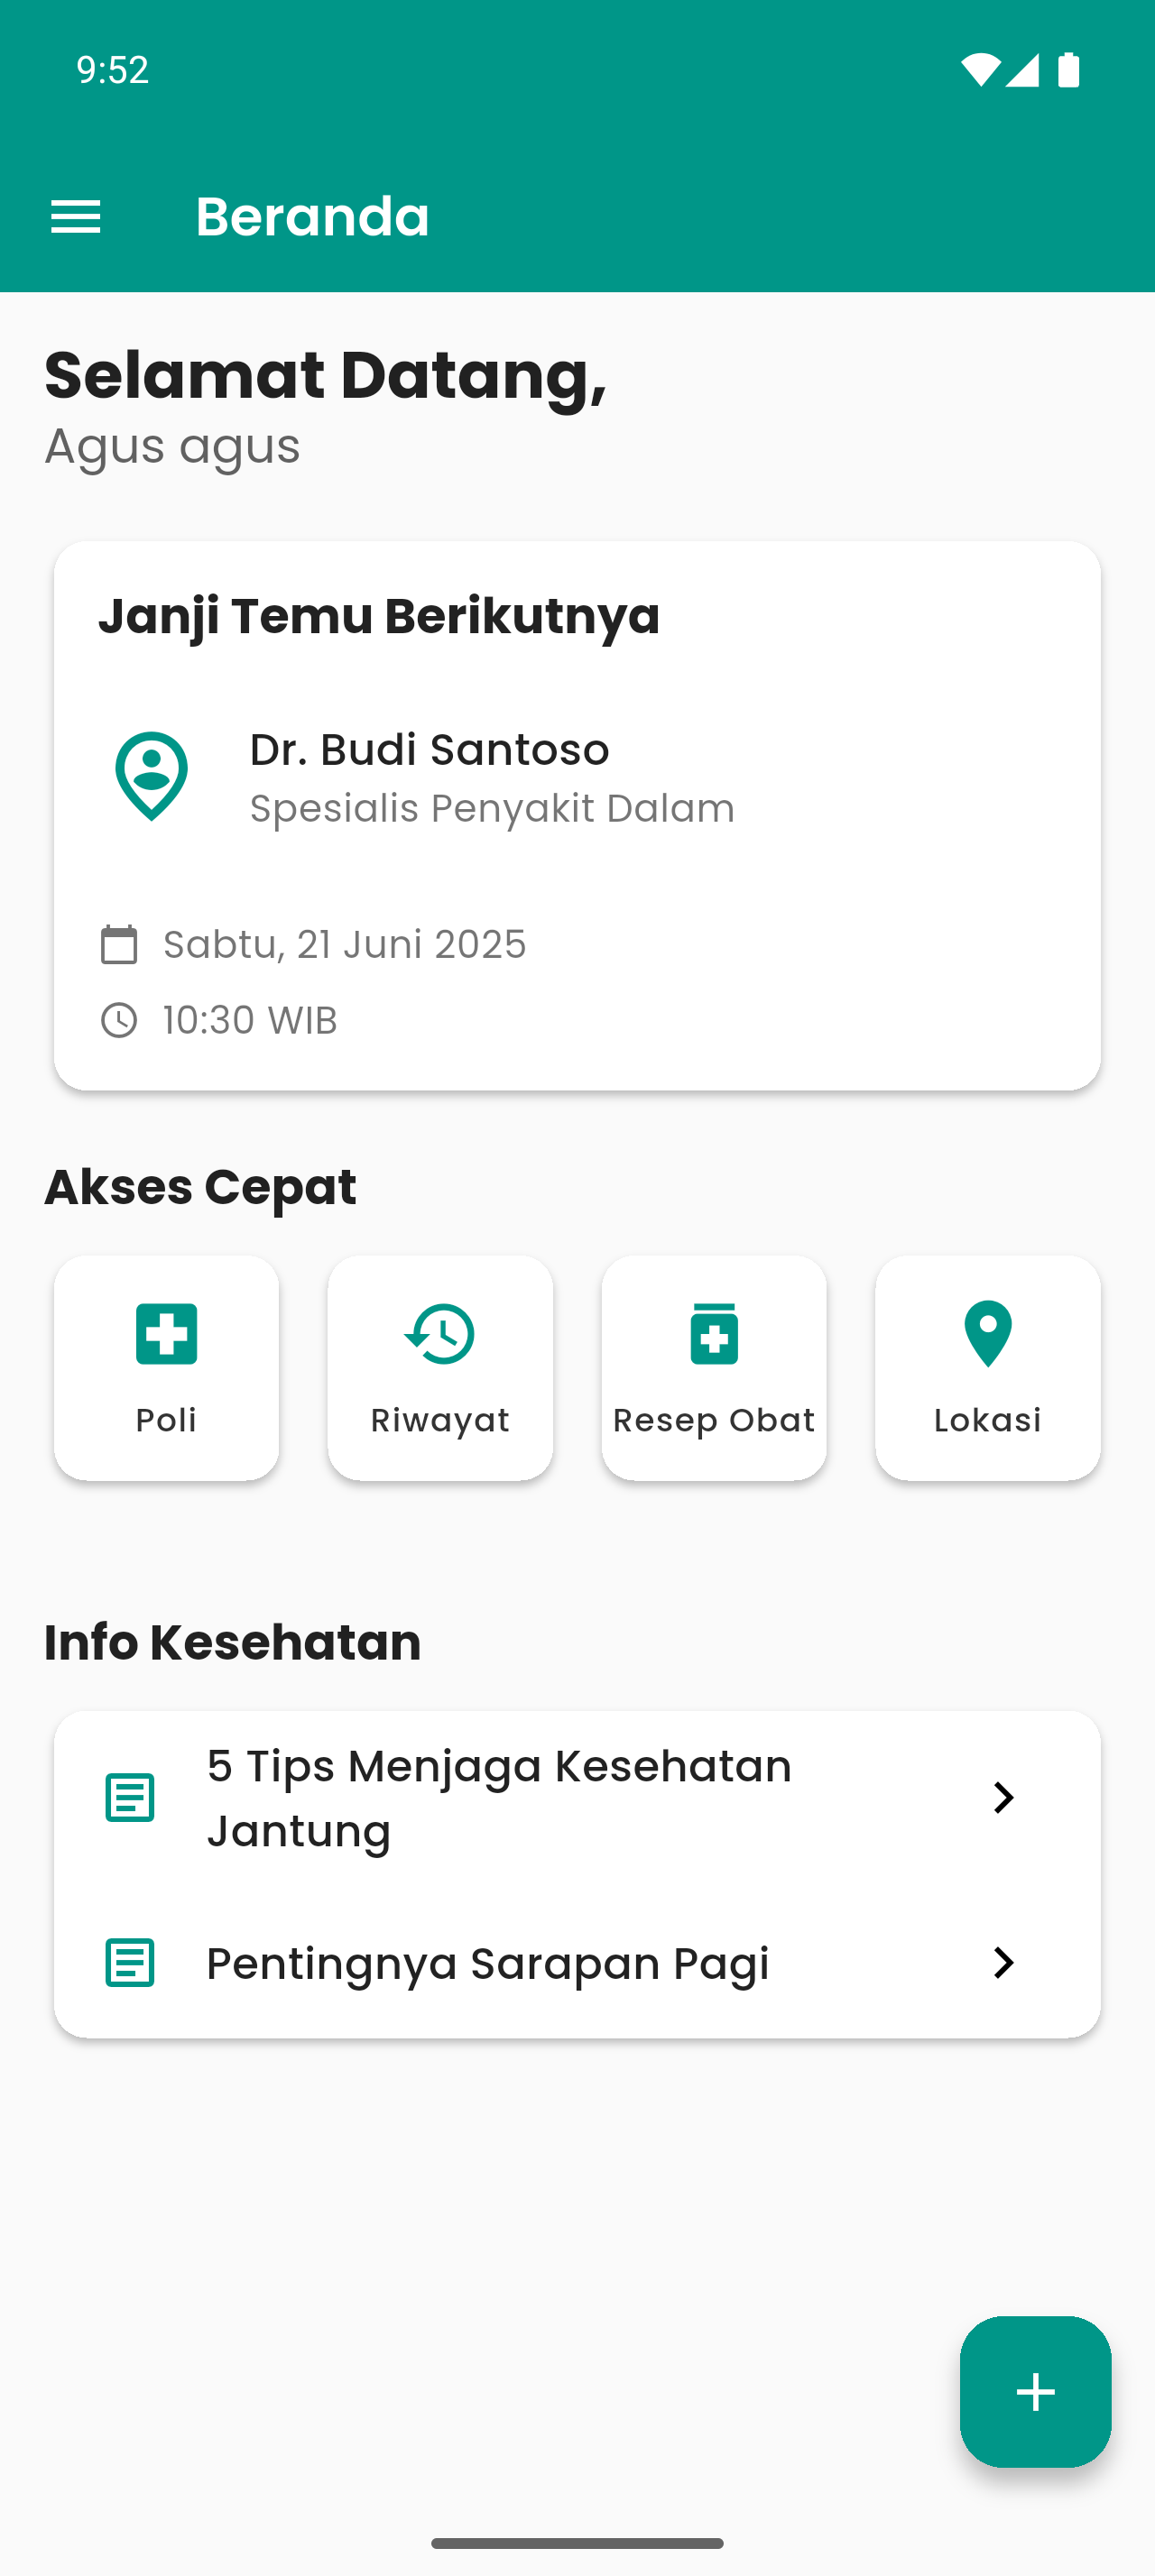 9:52
Beranda
Selamat Datang,
Agus agus
Janji Temu Berikutnya
Dr. Budi Santoso
Spesialis Penyakit Dalam
Sabtu, 21 Juni 2025
10:30 WIB
Akses Cepat
Poli
Riwayat
Resep Obat
Lokasi
Info Kesehatan
5 Tips Menjaga Kesehatan
Jantung
Pentingnya Sarapan Pagi